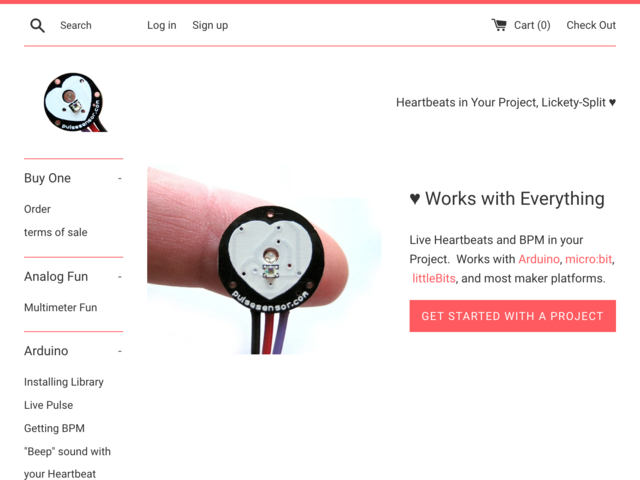 Search
Log in
Sign up
Cart (0)
Check Out
pulsesensor.com
Heartbeats in Your Project, Lickety-Split ♥
Buy One -
Order
terms of sale
Analog Fun -
Multimeter Fun
Arduino -
Installing Library
Live Pulse
Getting BPM
"Beep" sound with
your Heartbeat
pulsesensor.com
♥ Works with Everything
Live Heartbeats and BPM in your
Project. Works with Arduino, micro:bit,
littleBits, and most maker platforms.
GET STARTED WITH A PROJECT